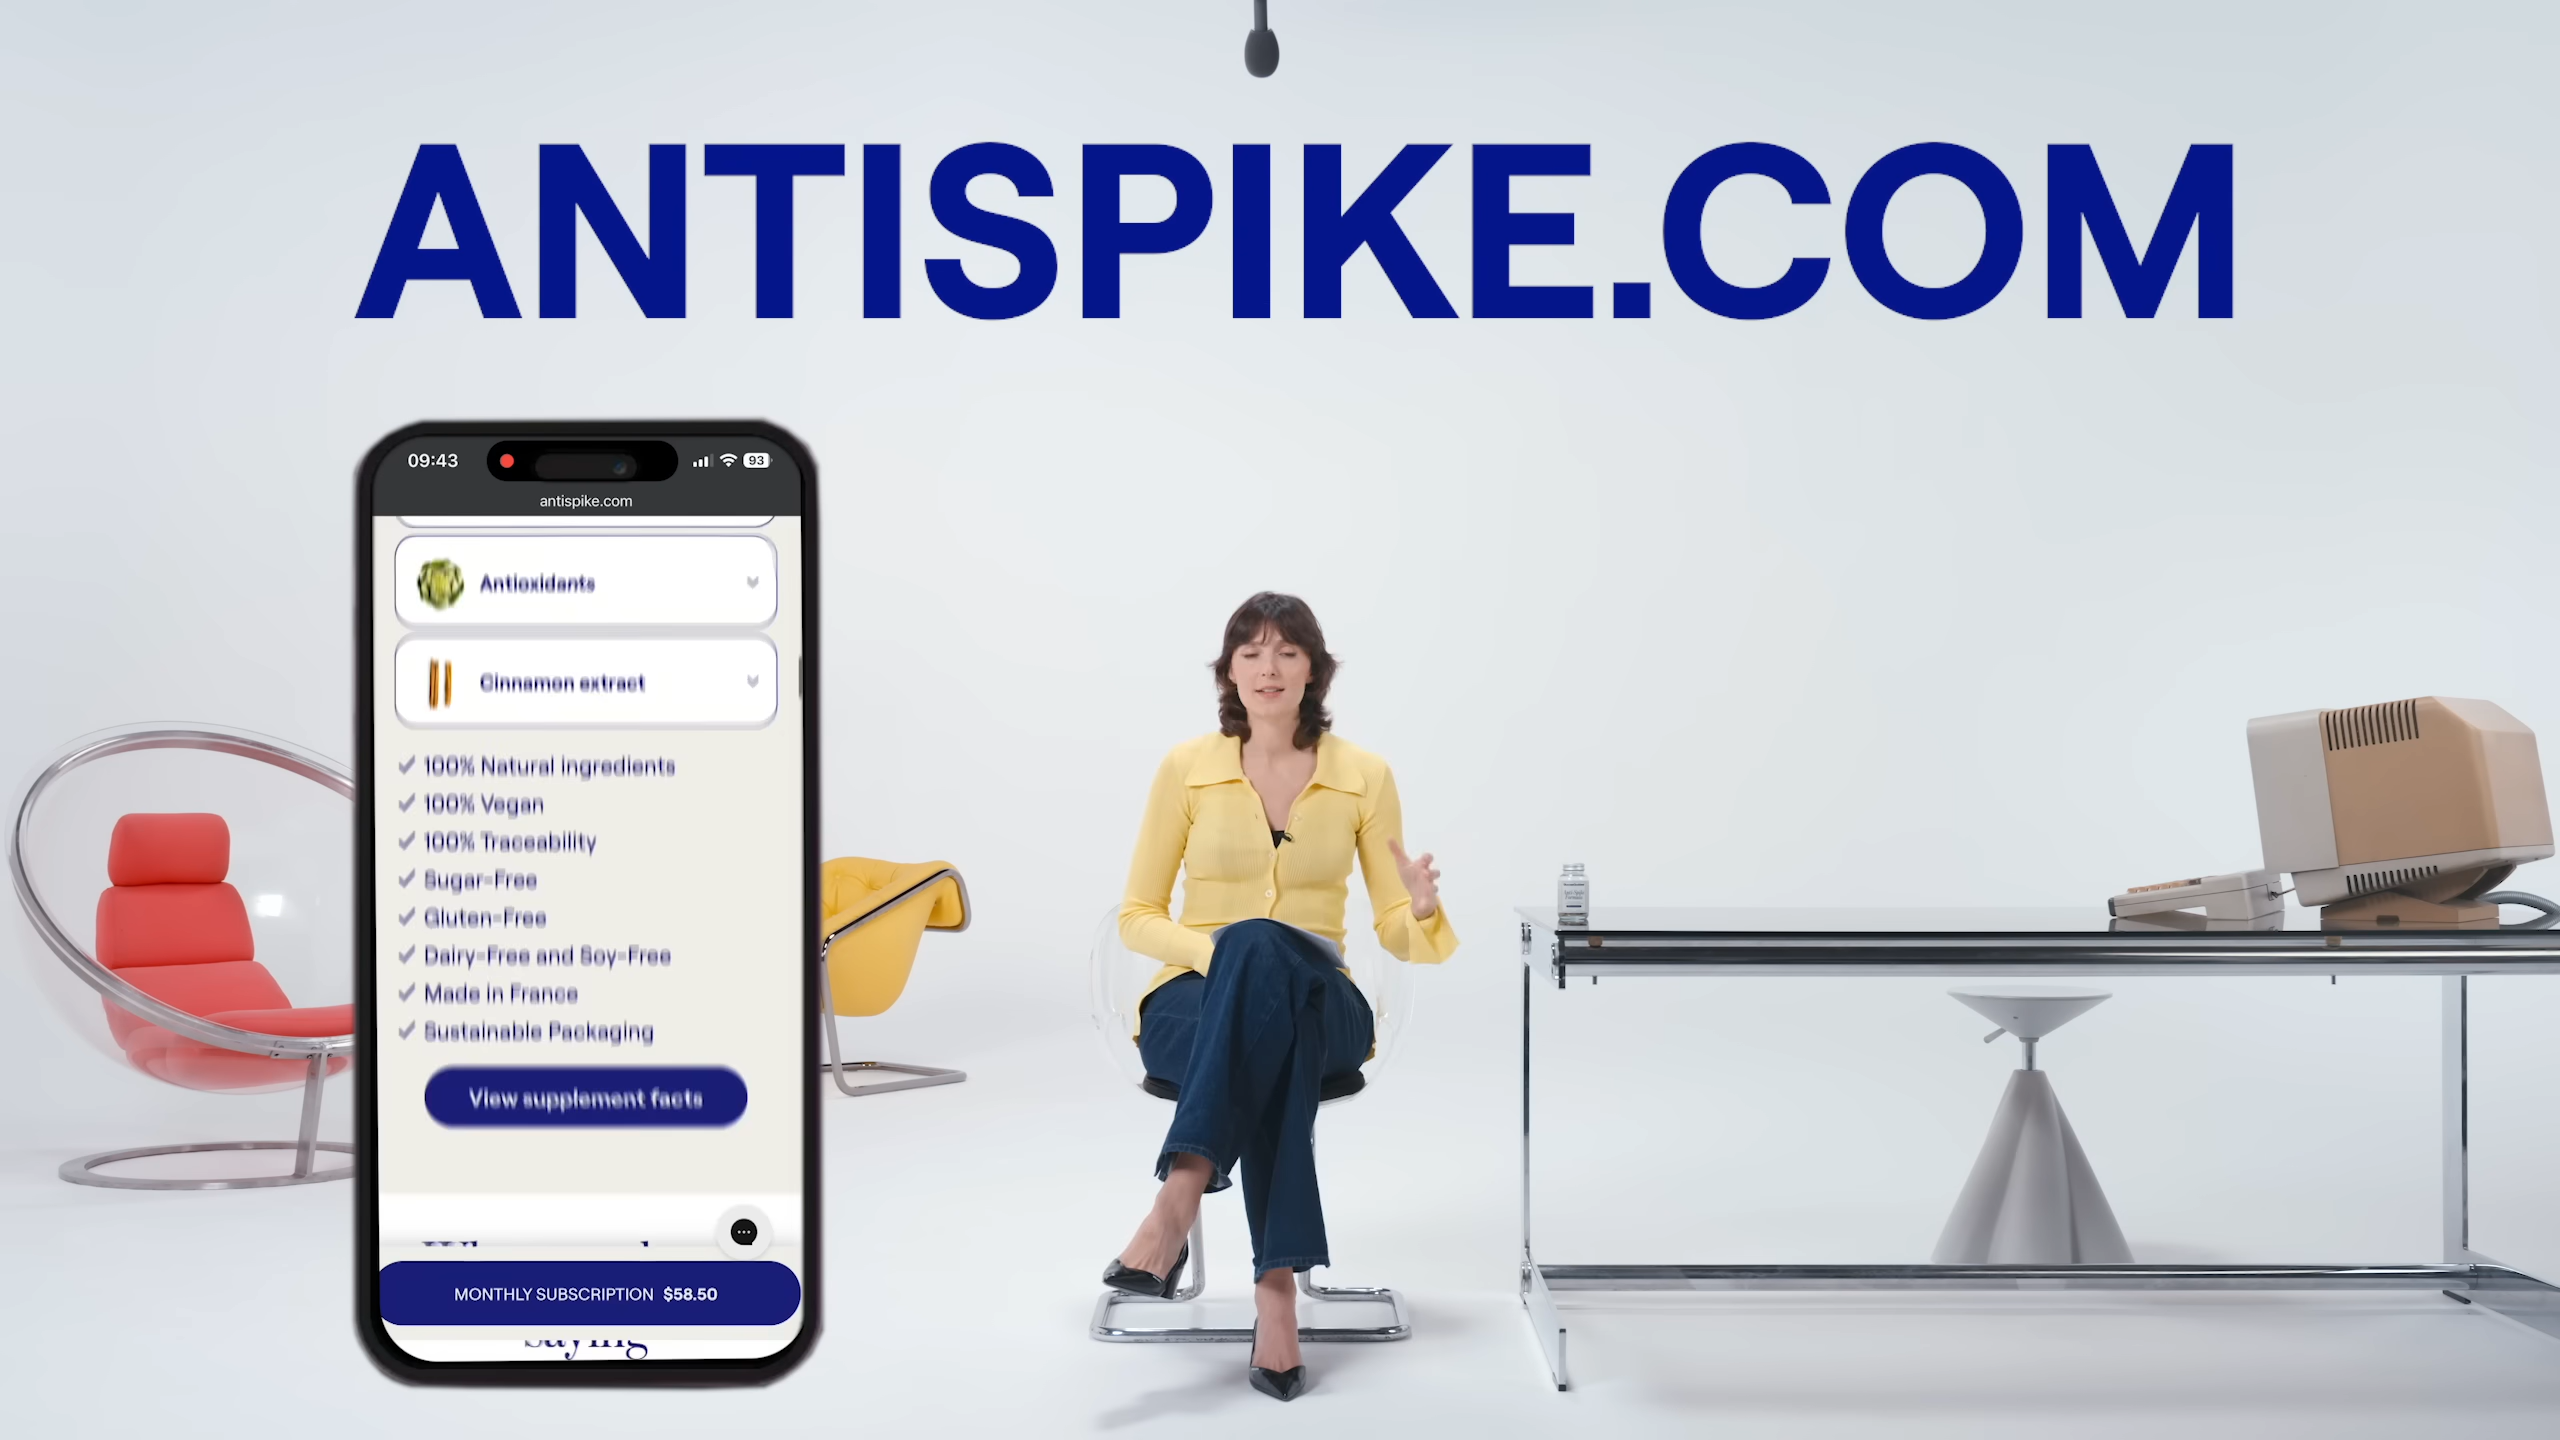 ANTISPIKE.COM
09:43
93
antispike.com
Antioxidants
Cinnamon extract
100% Natural ingredients
100% Vegan
100% Traceability
Sugar-Free
Gluten-Free
Dairy-Free and Soy-Free
Made in France
Sustainable Packaging
View supplement facts
MONTHLY SUBSCRIPTION $58.50
saying